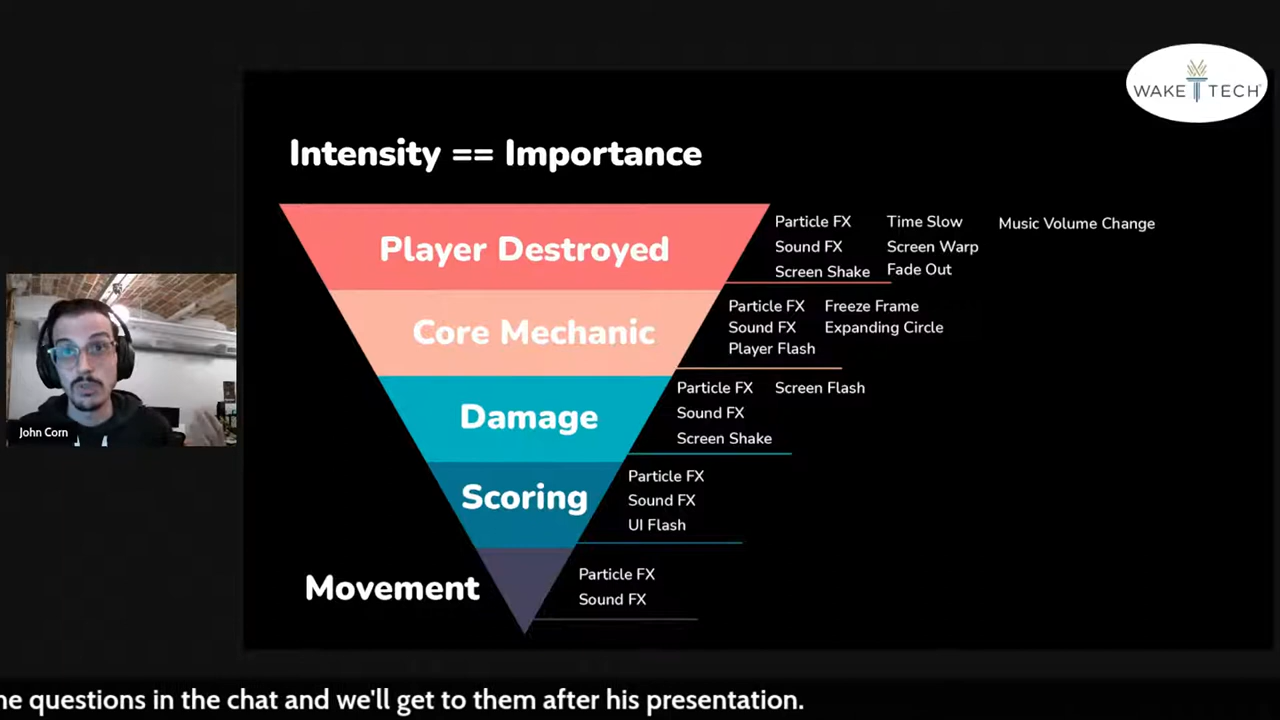 WAKE TECH
Intensity == Importance
Player Destroyed
Particle FX
Sound FX
Screen Shake
Time Slow
Screen Warp
Fade Out
Music Volume Change
Core Mechanic
Particle FX
Sound FX
Player Flash
Freeze Frame
Expanding Circle
Damage
Particle FX
Sound FX
Screen Shake
Screen Flash
Scoring
Particle FX
Sound FX
UI Flash
Movement
Particle FX
Sound FX
John Corn
questions in the chat and we'll get to them after his presentation.